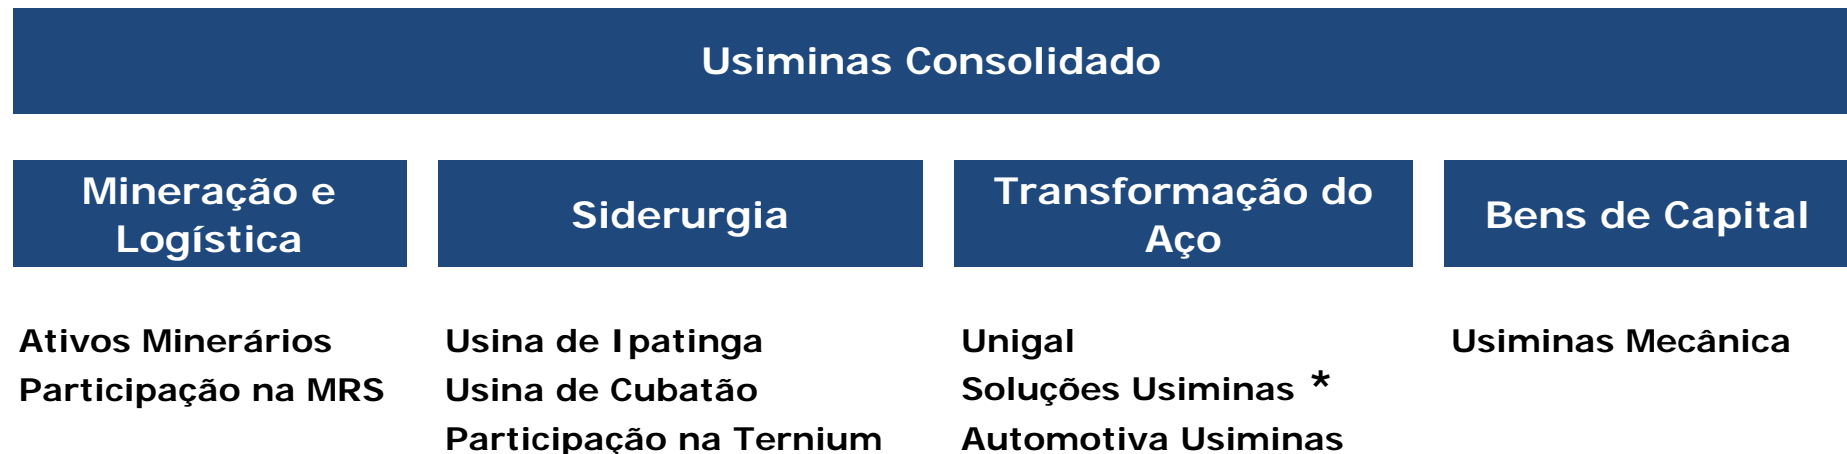 Usiminas Consolidado
Mineração e
Logística
Siderurgia
Transformação do
Aço
Bens de Capital
Ativos Minerários
Participação na MRS
Usina de Ipatinga
Usina de Cubatão
Participação na Ternium
Unigal
Soluções Usiminas *
Automotiva Usiminas
Usiminas Mecânica